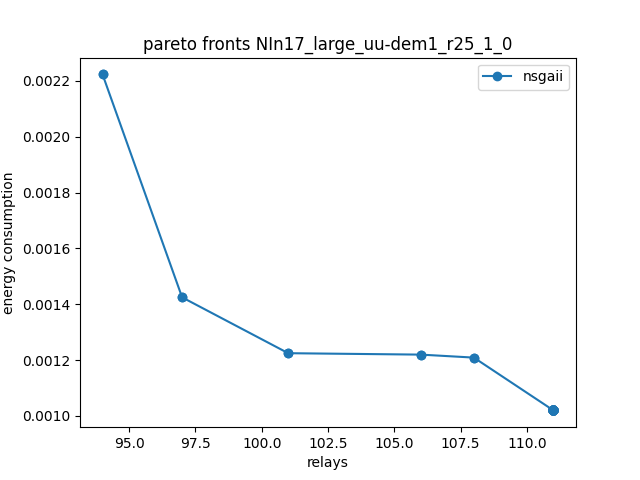 pareto fronts NIn17_large_uu-dem1_r25_1_0
nsgaii
energy consumption
0.0022
0.0020
0.0018
0.0016
0.0014
0.0012
0.0010
95.0 97.5 100.0 102.5 105.0 107.5 110.0
relays